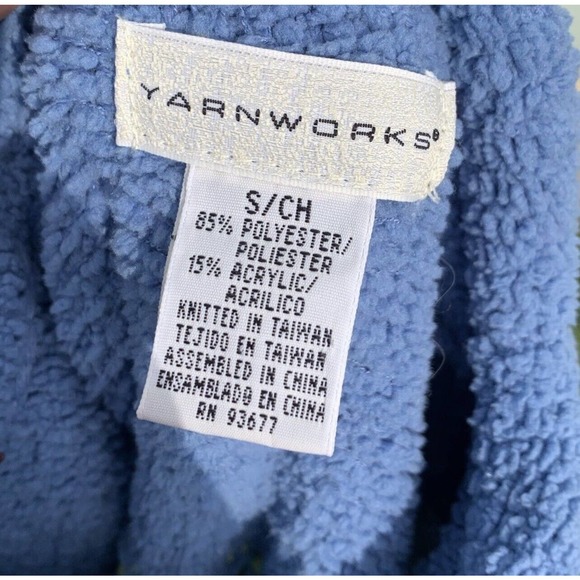 YARNWORKS®
S/CH
85% POLYESTER/
POLIESTER
15% ACRYLIC/
ACRILICO
KNITTED IN TAIWAN
TEJIDO EN TAIWAN
ASSEMBLED IN CHINA
ENSAMBLADO EN CHINA
RN 93677